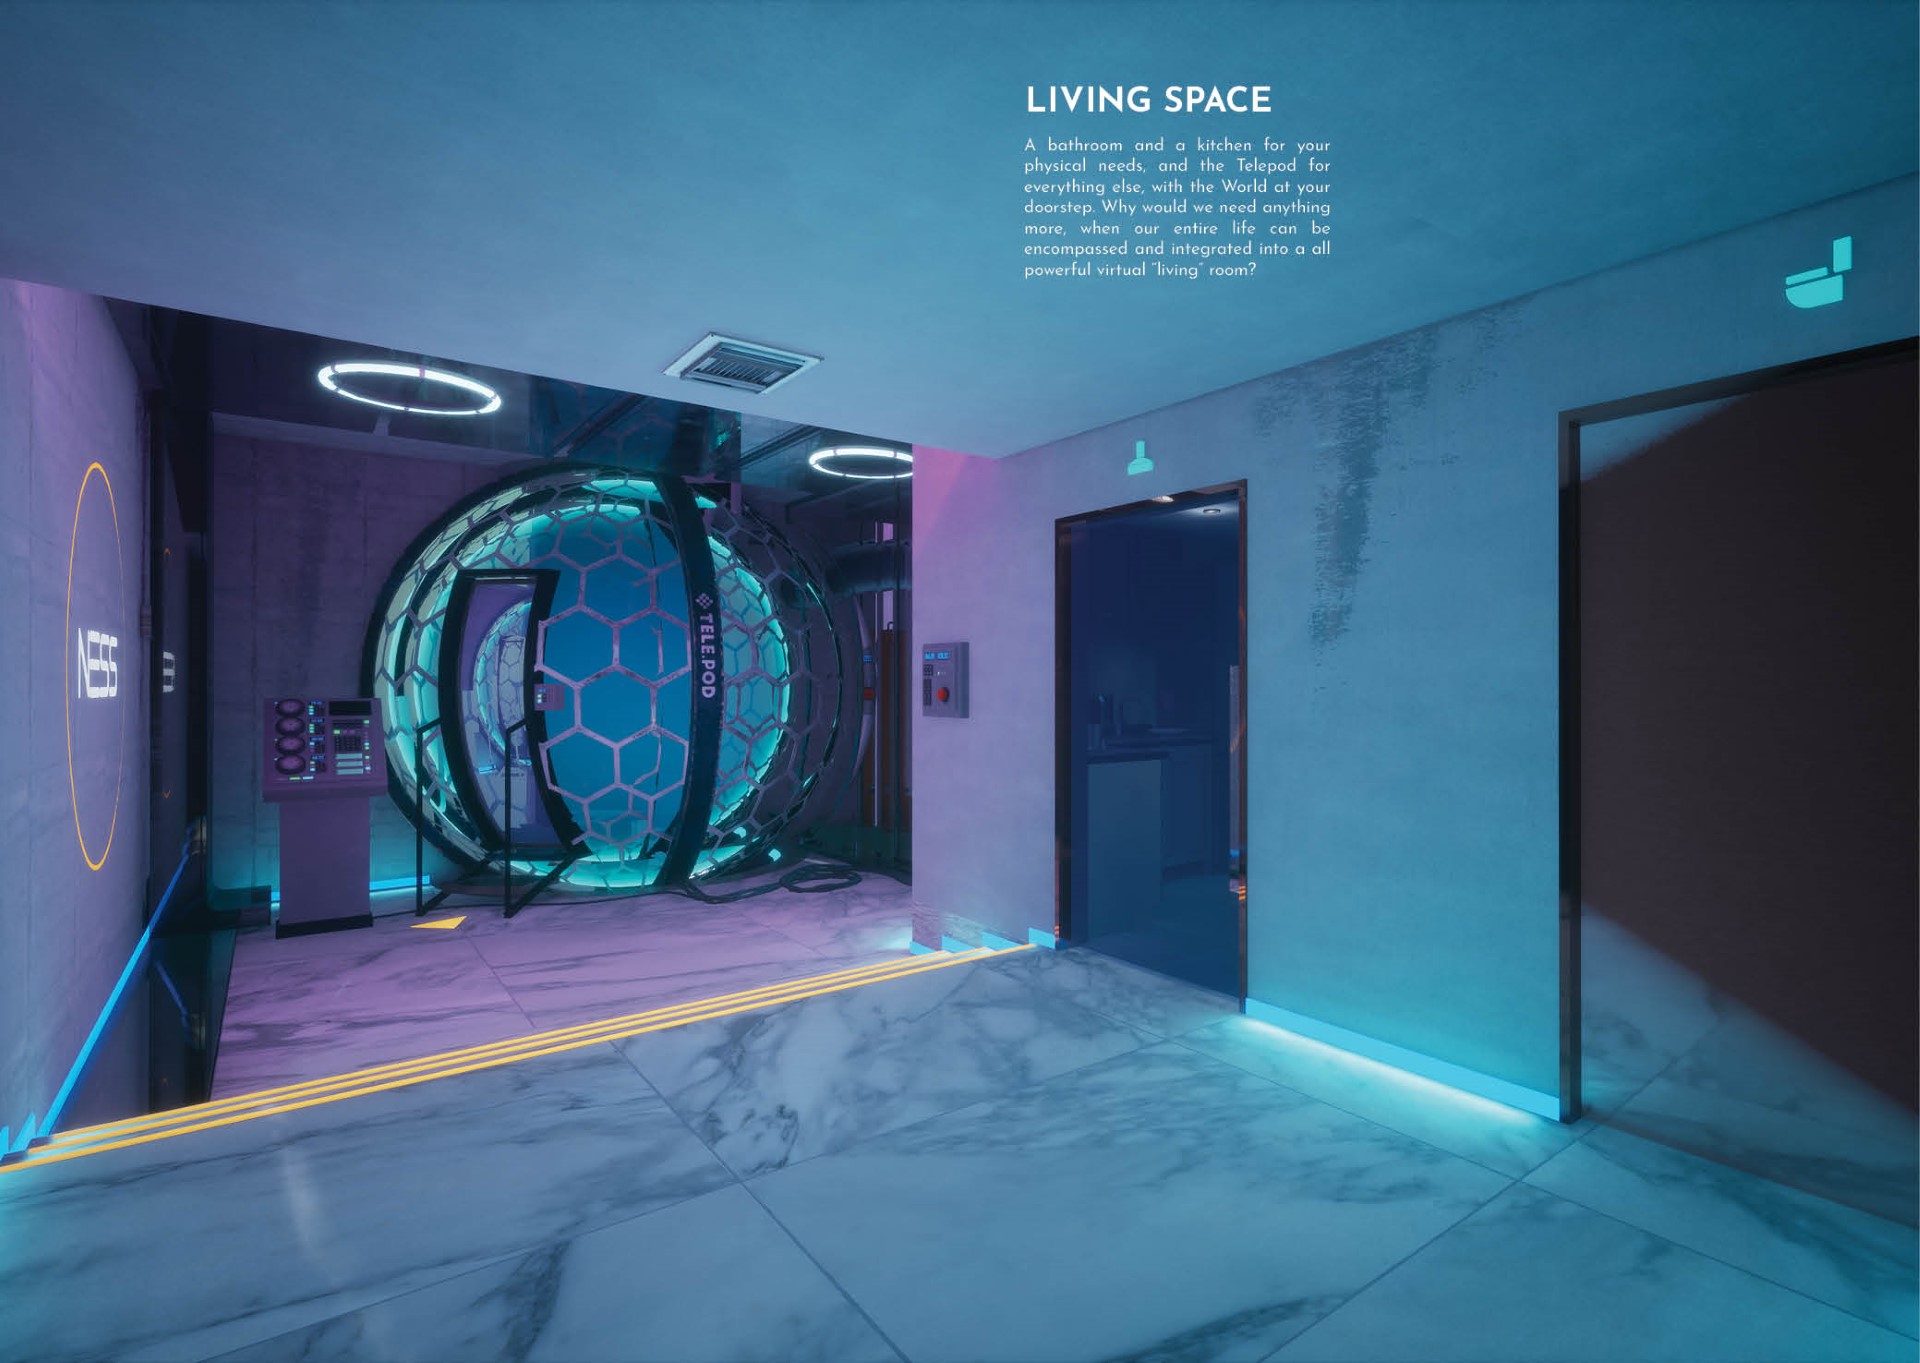 LIVING SPACE
A bathroom and a kitchen for your
physical needs, and the Telepod for
everything else, with the World at your
doorstep. Why would we need anything
more, when our entire life can be
encompassed and integrated into a all
powerful virtual "living" room?
TELE.POD
NESS